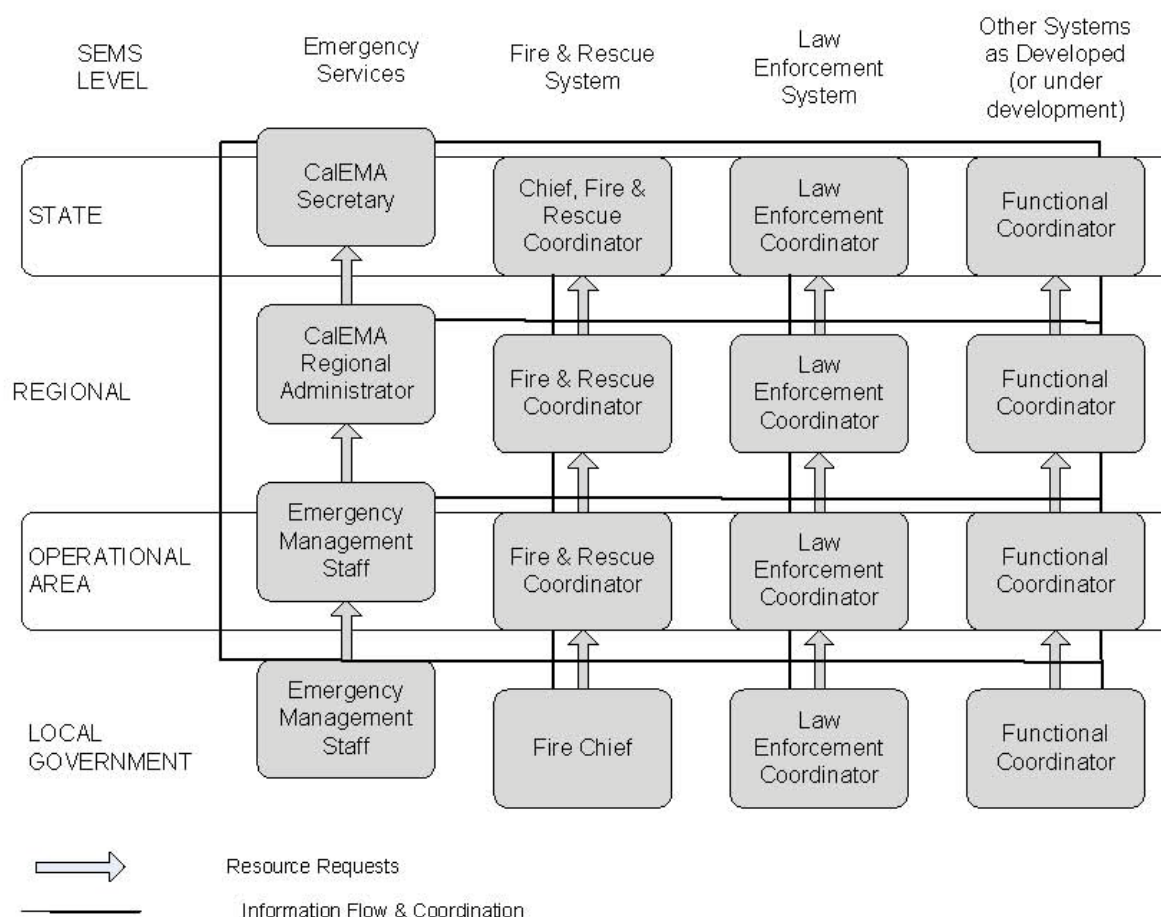 SEMS
LEVEL
Emergency
Services
Fire & Rescue
System
Law
Enforcement
System
Other Systems
as Developed
(or under
development)
STATE
CalEMA
Secretary
Chief, Fire &
Rescue
Coordinator
Law
Enforcement
Coordinator
Functional
Coordinator
REGIONAL
CalEMA
Regional
Administrator
Fire & Rescue
Coordinator
Law
Enforcement
Coordinator
Functional
Coordinator
OPERATIONAL
AREA
Emergency
Management
Staff
Fire & Rescue
Coordinator
Law
Enforcement
Coordinator
Functional
Coordinator
LOCAL
GOVERNMENT
Emergency
Management
Staff
Fire Chief
Law
Enforcement
Coordinator
Functional
Coordinator
Resource Requests
Information Flow & Coordination